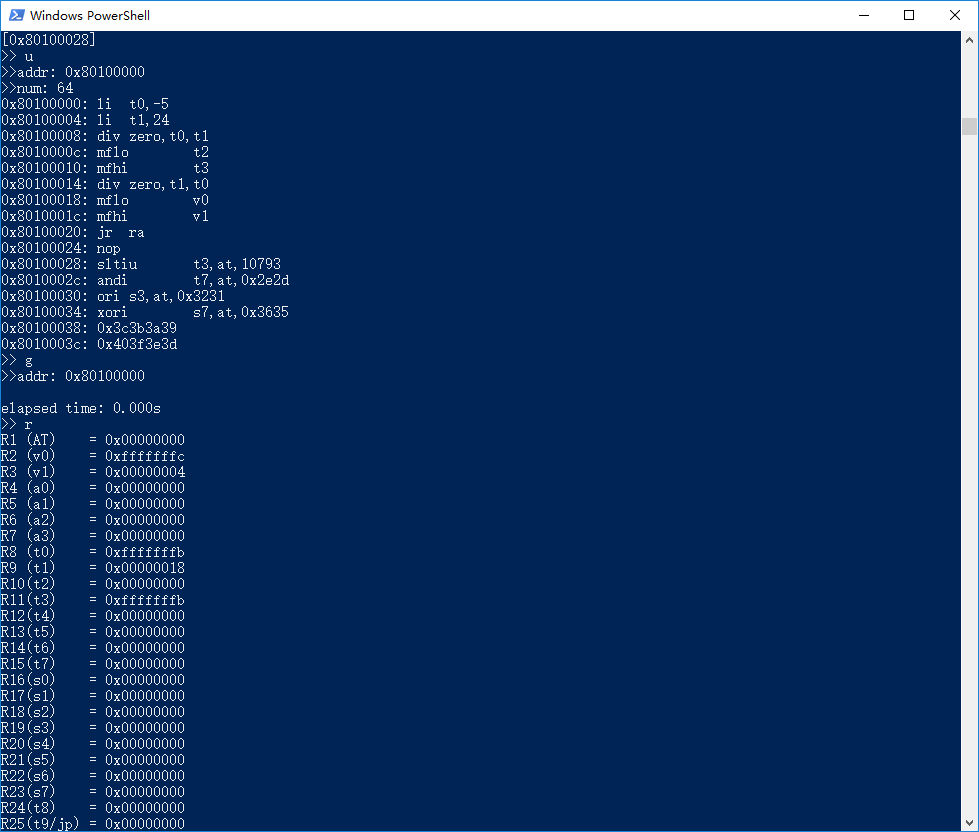 Windows PowerShell
[0x80100028]
>> u
>>addr: 0x80100000
>>num: 64
0x80100000: li  t0,-5
0x80100004: li  t1,24
0x80100008: div zero,t0,t1
0x8010000c: mflo        t2
0x80100010: mfhi        t3
0x80100014: div zero,t1,t0
0x80100018: mflo        v0
0x8010001c: mfhi        v1
0x80100020: jr  ra
0x80100024: nop
0x80100028: sltiu       t3,at,10793
0x8010002c: andi        t7,at,0x2e2d
0x80100030: ori s3,at,0x3231
0x80100034: xori        s7,at,0x3635
0x80100038: 0x3c3b3a39
0x8010003c: 0x403f3e3d
>> g
>>addr: 0x80100000
elapsed time: 0.000s
>> r
R1 (AT)    = 0x00000000
R2 (v0)    = 0xfffffffc
R3 (v1)    = 0x00000004
R4 (a0)    = 0x00000000
R5 (a1)    = 0x00000000
R6 (a2)    = 0x00000000
R7 (a3)    = 0x00000000
R8 (t0)    = 0xfffffffb
R9 (t1)    = 0x00000018
R10(t2)    = 0x00000000
R11(t3)    = 0xfffffffb
R12(t4)    = 0x00000000
R13(t5)    = 0x00000000
R14(t6)    = 0x00000000
R15(t7)    = 0x00000000
R16(s0)    = 0x00000000
R17(s1)    = 0x00000000
R18(s2)    = 0x00000000
R19(s3)    = 0x00000000
R20(s4)    = 0x00000000
R21(s5)    = 0x00000000
R22(s6)    = 0x00000000
R23(s7)    = 0x00000000
R24(t8)    = 0x00000000
R25(t9/jp) = 0x00000000